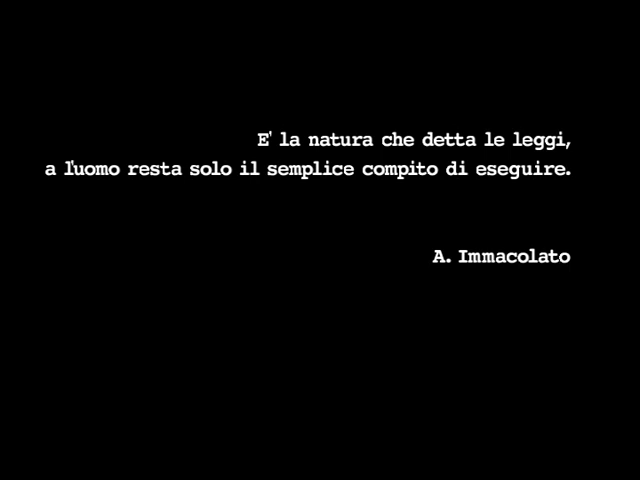 E' la natura che detta le leggi,
a l'uomo resta solo il semplice compito di eseguire.
A. Immacolato